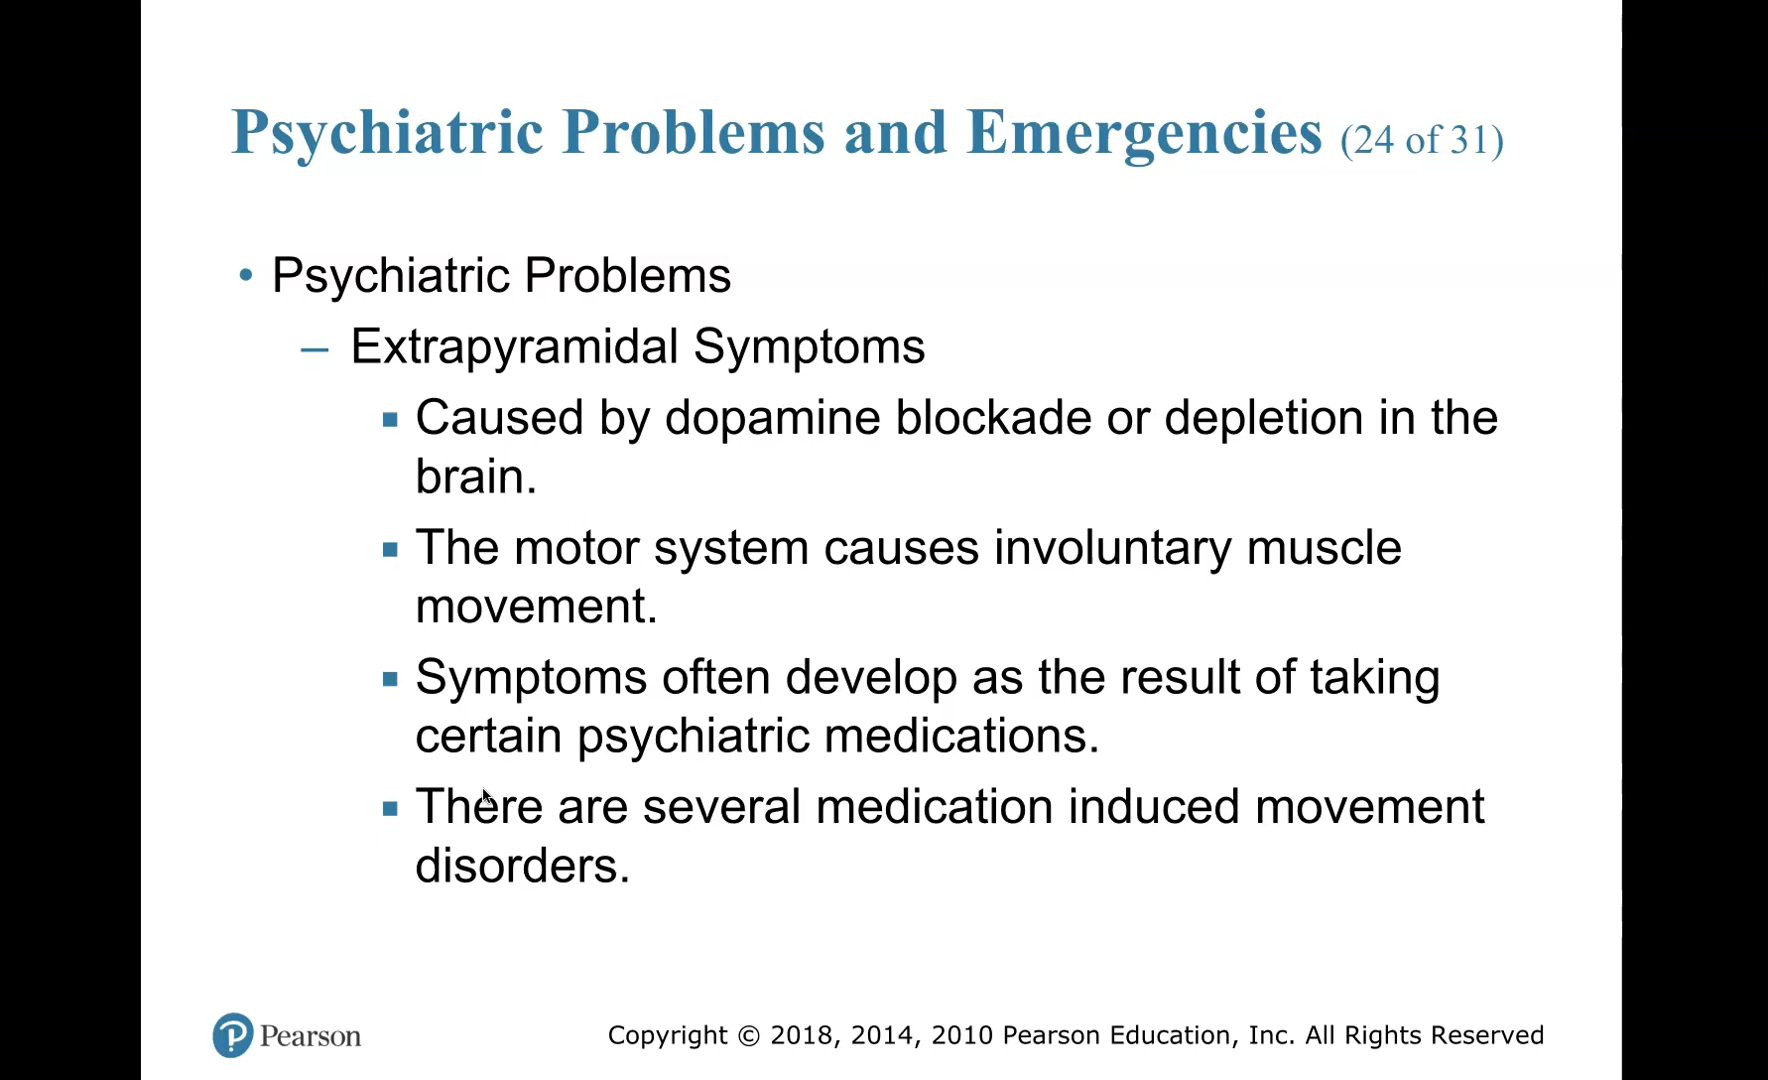 Psychiatric Problems and Emergencies (24 of 31)
• Psychiatric Problems
– Extrapyramidal Symptoms
▪ Caused by dopamine blockade or depletion in the
brain.
▪ The motor system causes involuntary muscle
movement.
▪ Symptoms often develop as the result of taking
certain psychiatric medications.
▪ There are several medication induced movement
disorders.
Pearson
Copyright © 2018, 2014, 2010 Pearson Education, Inc. All Rights Reserved